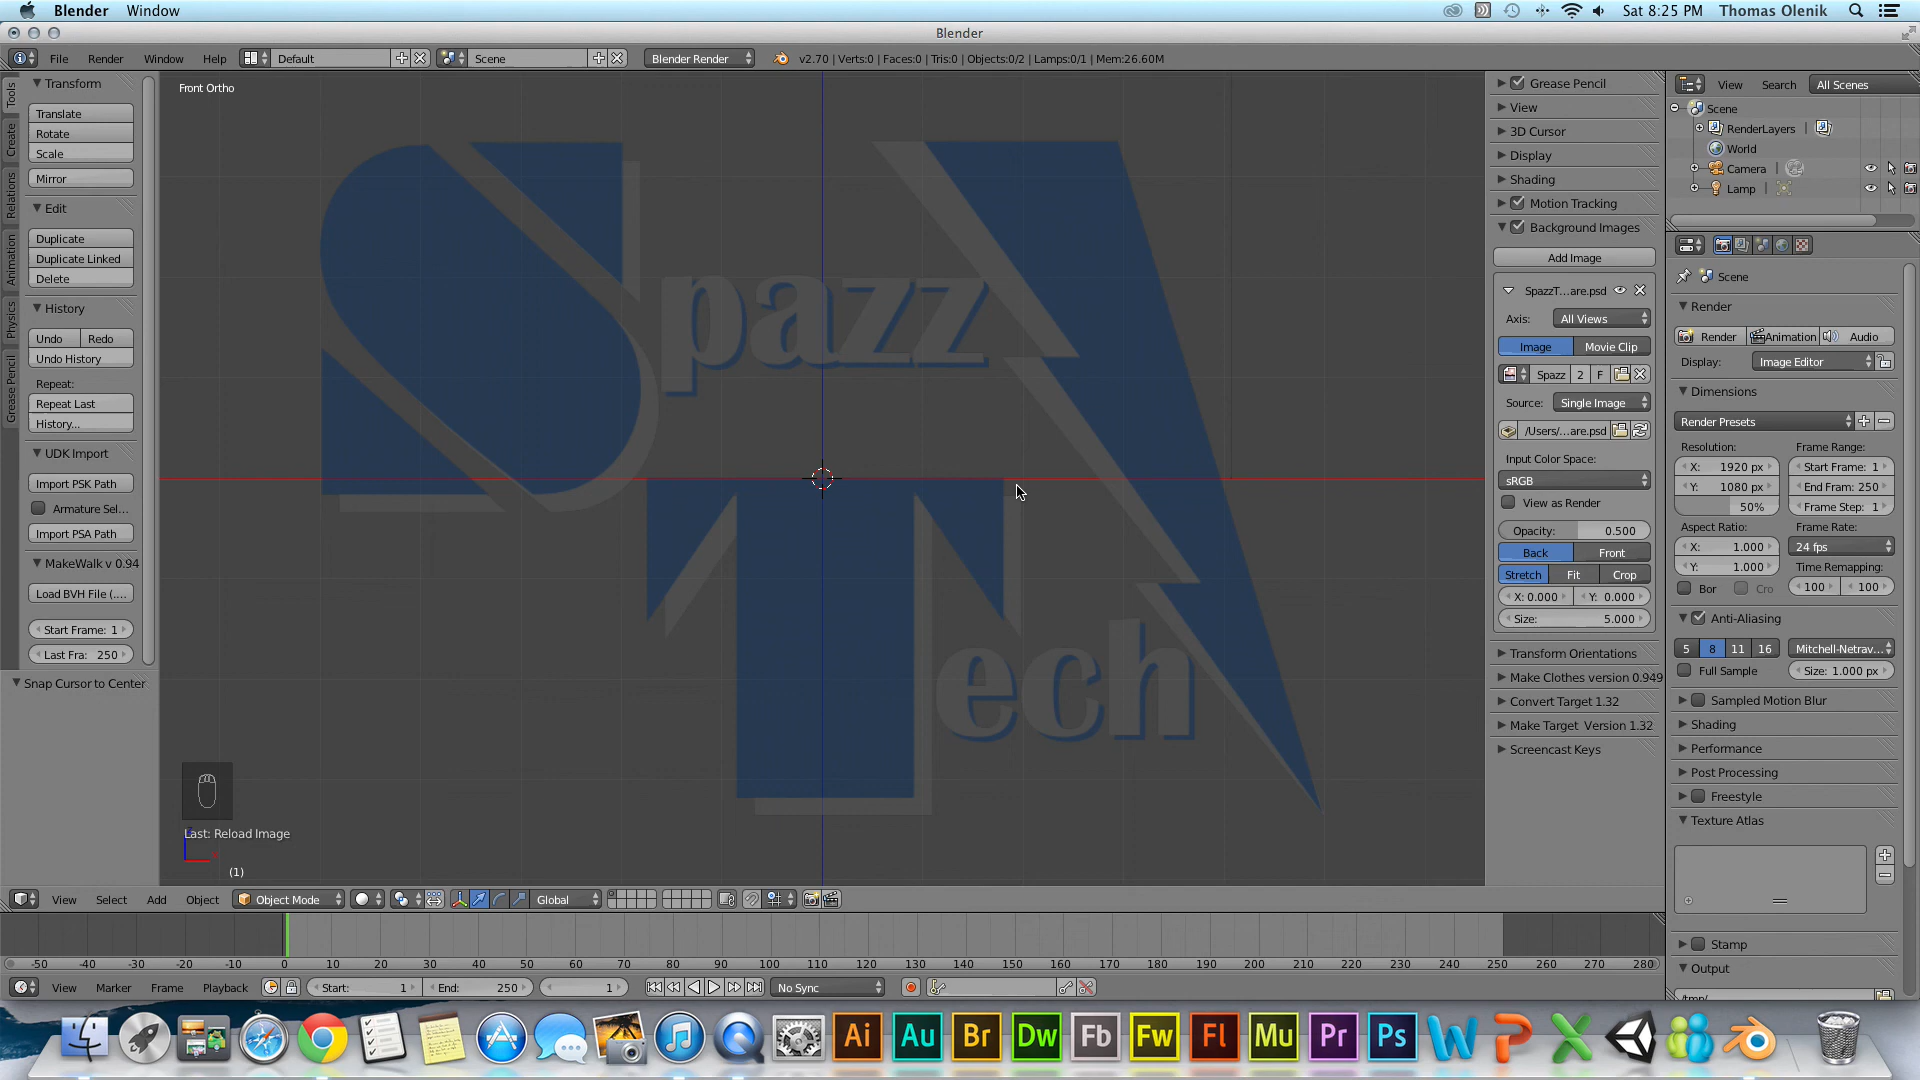 Blender Window Sat 8:25 PM Thomas Olenik
Blender
File Render Window Help Default Scene Blender Render v2.70 | Verts:0 | Faces:0 | Tris:0 | Objects:0/2 | Lamps:0/1 | Mem:26.60M
Tools
Create
Relations
Animation
Physics
Grease Pencil
Transform
Translate
Rotate
Scale
Mirror
Edit
Duplicate
Duplicate Linked
Delete
History
Undo Redo
Undo History
Repeat:
Repeat Last
History...
UDK Import
Import PSK Path
Armature Sel...
Import PSA Path
MakeWalk v 0.94
Load BVH File (....
Start Frame: 1
Last Fra: 250
Snap Cursor to Center
Front Ortho
Spazz
Tech
Last: Reload Image
(1)
Grease Pencil
View
3D Cursor
Display
Shading
Motion Tracking
Background Images
Add Image
SpazzT...are.psd
Axis: All Views
Image Movie Clip
Spazz 2 F
Source: Single Image
/Users/...are.psd
Input Color Space:
sRGB
View as Render
Opacity: 0.500
Back Front
Stretch Fit Crop
X: 0.000 Y: 0.000
Size: 5.000
Transform Orientations
Make Clothes version 0.949
Convert Target 1.32
Make Target Version 1.32
Screencast Keys
View Search All Scenes
Scene
RenderLayers
World
Camera
Lamp
Scene
Render
Render Animation Audio
Display: Image Editor
Dimensions
Render Presets
Resolution: Frame Range:
X: 1920 px Start Frame: 1
Y: 1080 px End Fram: 250
50% Frame Step: 1
Aspect Ratio: Frame Rate:
X: 1.000 24 fps
Y: 1.000 Time Remapping:
Bor Cro 100 100
Anti-Aliasing
5 8 11 16 Mitchell-Netrav...
Full Sample Size: 1.000 px
Sampled Motion Blur
Shading
Performance
Post Processing
Freestyle
Texture Atlas
Stamp
Output
/tmp/
View Select Add Object Object Mode Global
-50 -40 -30 -20 -10 0 10 20 30 40 50 60 70 80 90 100 110 120 130 140 150 160 170 180 190 200 210 220 230 240 250 260 270 280
View Marker Frame Playback Start: 1 End: 250 1 No Sync
Ai Au Br Dw Fb Fw Fl Mu Pr Ps